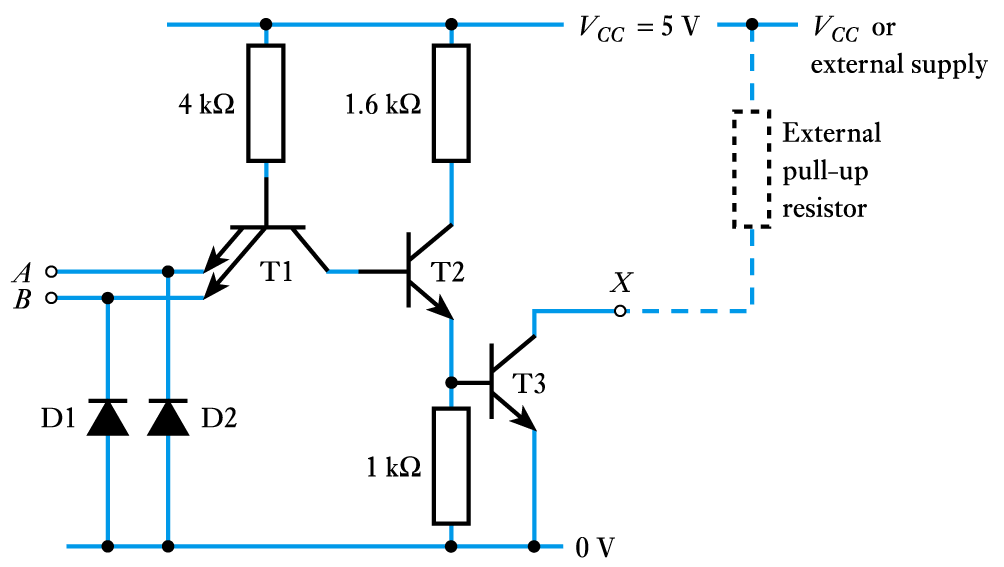 V_CC = 5 V
V_CC or
external supply
4 kΩ
1.6 kΩ
External
pull-up
resistor
A
B
T1
T2
X
T3
D1
D2
1 kΩ
0 V